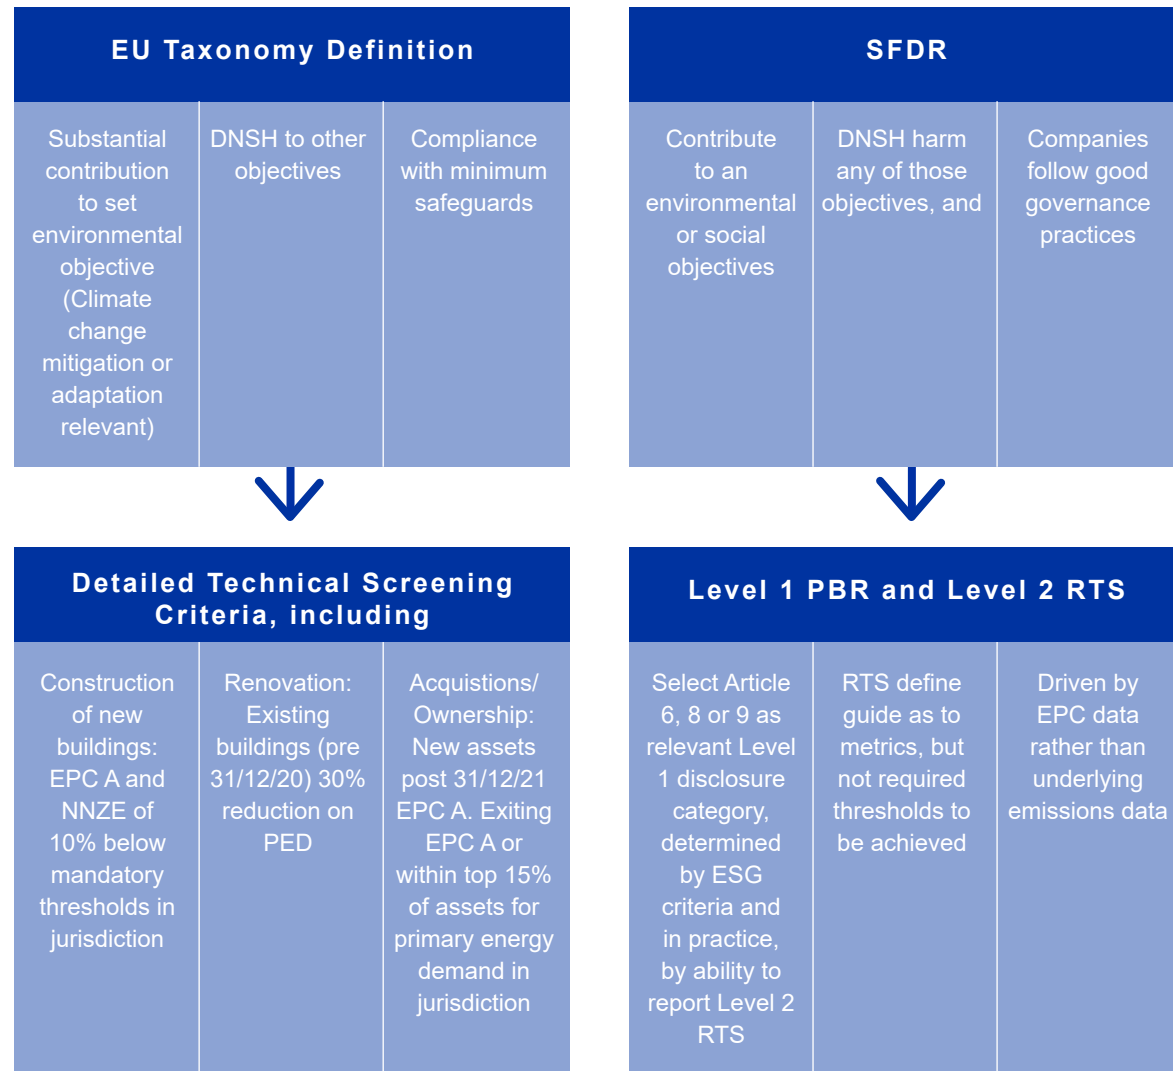 EU Taxonomy Definition
Substantial
contribution
to set
environmental
objective
(Climate
change
mitigation or
adaptation
relevant)
DNSH to other
objectives
Compliance
with minimum
safeguards
SFDR
Contribute
to an
environmental
or social
objectives
DNSH harm
any of those
objectives, and
Companies
follow good
governance
practices
Detailed Technical Screening
Criteria, including
Construction
of new
buildings:
EPC A and
NNZE of
10% below
mandatory
thresholds in
jurisdiction
Renovation:
Existing
buildings (pre
31/12/20) 30%
reduction on
PED
Acquistions/
Ownership:
New assets
post 31/12/21
EPC A. Exiting
EPC A or
within top 15%
of assets for
primary energy
demand in
jurisdiction
Level 1 PBR and Level 2 RTS
Select Article
6, 8 or 9 as
relevant Level
1 disclosure
category,
determined
by ESG
criteria and
in practice,
by ability to
report Level 2
RTS
RTS define
guide as to
metrics, but
not required
thresholds to
be achieved
Driven by
EPC data
rather than
underlying
emissions data